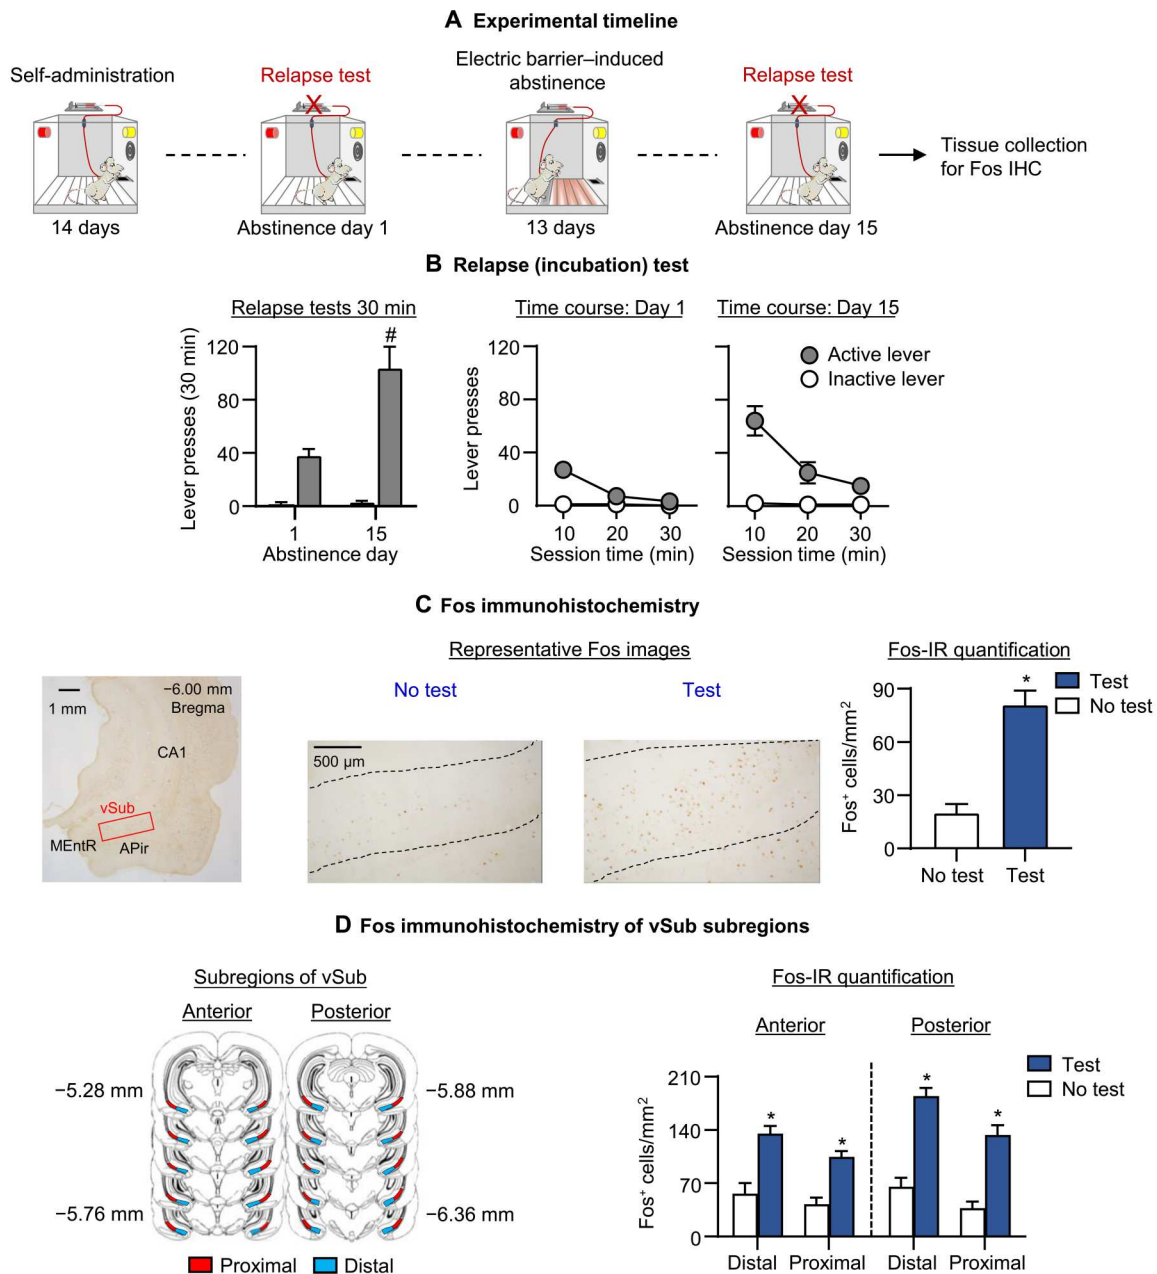 A Experimental timeline
Self-administration
Relapse test
Electric barrier–induced
abstinence
Relapse test
X
X
Tissue collection
for Fos IHC
14 days
Abstinence day 1
13 days
Abstinence day 15
B Relapse (incubation) test
Relapse tests 30 min
Time course: Day 1
Time course: Day 15
Lever presses (30 min)
120
80
40
0
#
1
15
Abstinence day
Lever presses
120
80
40
0
10 20 30
Session time (min)
Active lever
Inactive lever
10 20 30
Session time (min)
C Fos immunohistochemistry
Representative Fos images
Fos-IR quantification
No test
Test
1 mm
−6.00 mm
Bregma
CA1
vSub
MEntR
APir
500 μm
Fos⁺ cells/mm²
90
60
30
0
*
Test
No test
No test
Test
D Fos immunohistochemistry of vSub subregions
Subregions of vSub
Anterior
Posterior
−5.28 mm
−5.88 mm
−5.76 mm
−6.36 mm
Proximal
Distal
Fos-IR quantification
Anterior
Posterior
Test
No test
Fos⁺ cells/mm2
210
140
70
0
*
*
*
*
Distal Proximal
Distal Proximal